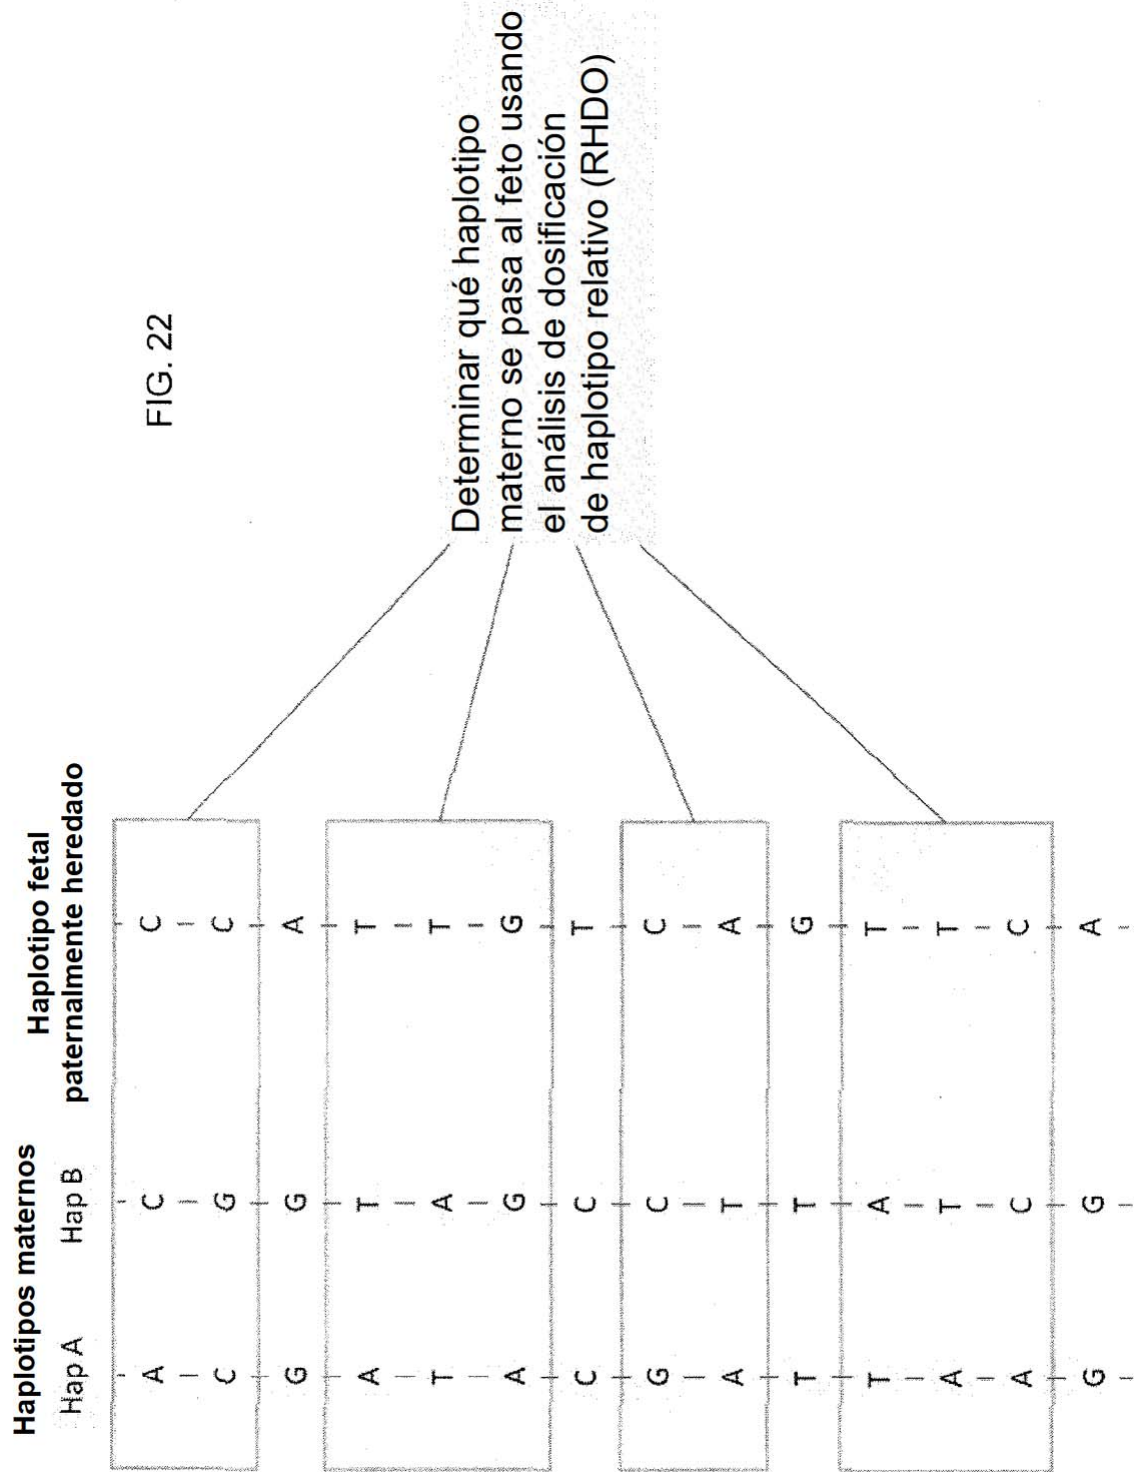 Haplotipos maternos
Hap A Hap B
Haplotipo fetal
paternalmente heredado
A C C
C G C
G G A
A T T
T A T
A G G
C C T
G C C
A T A
T T G
T A T
A T T
A C C
G G A
FIG. 22
Determinar qué haplotipo
materno se pasa al feto usando
el análisis de dosificación
de haplotipo relativo (RHDO)